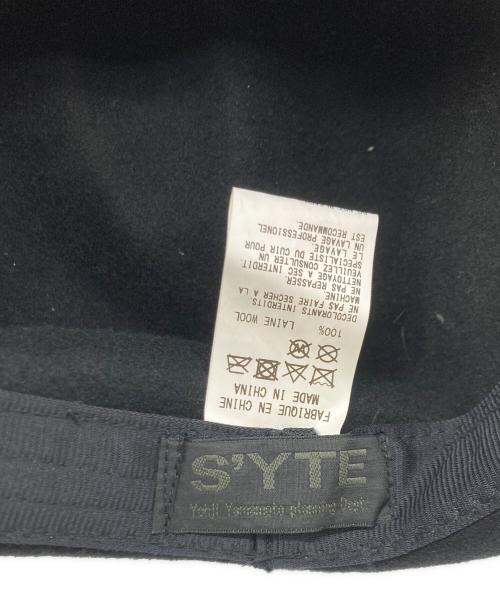 FABRIQUE EN CHINE
MADE IN CHINA
100% LAINE WOOL
DECOLORANTS INTERDITS.
NE PAS FAIRE SECHER A LA
MACHINE.
NE PAS REPASSER.
NETTOYAGE A SEC INTERDIT.
VEUILLEZ CONSULTER UN
SPECIALISTE DU CUIR POUR
LE LAVAGE.
UN LAVAGE PROFESSIONEL
EST RECOMMANDE.
S'YTE
Yohji Yamamoto planning Dept.